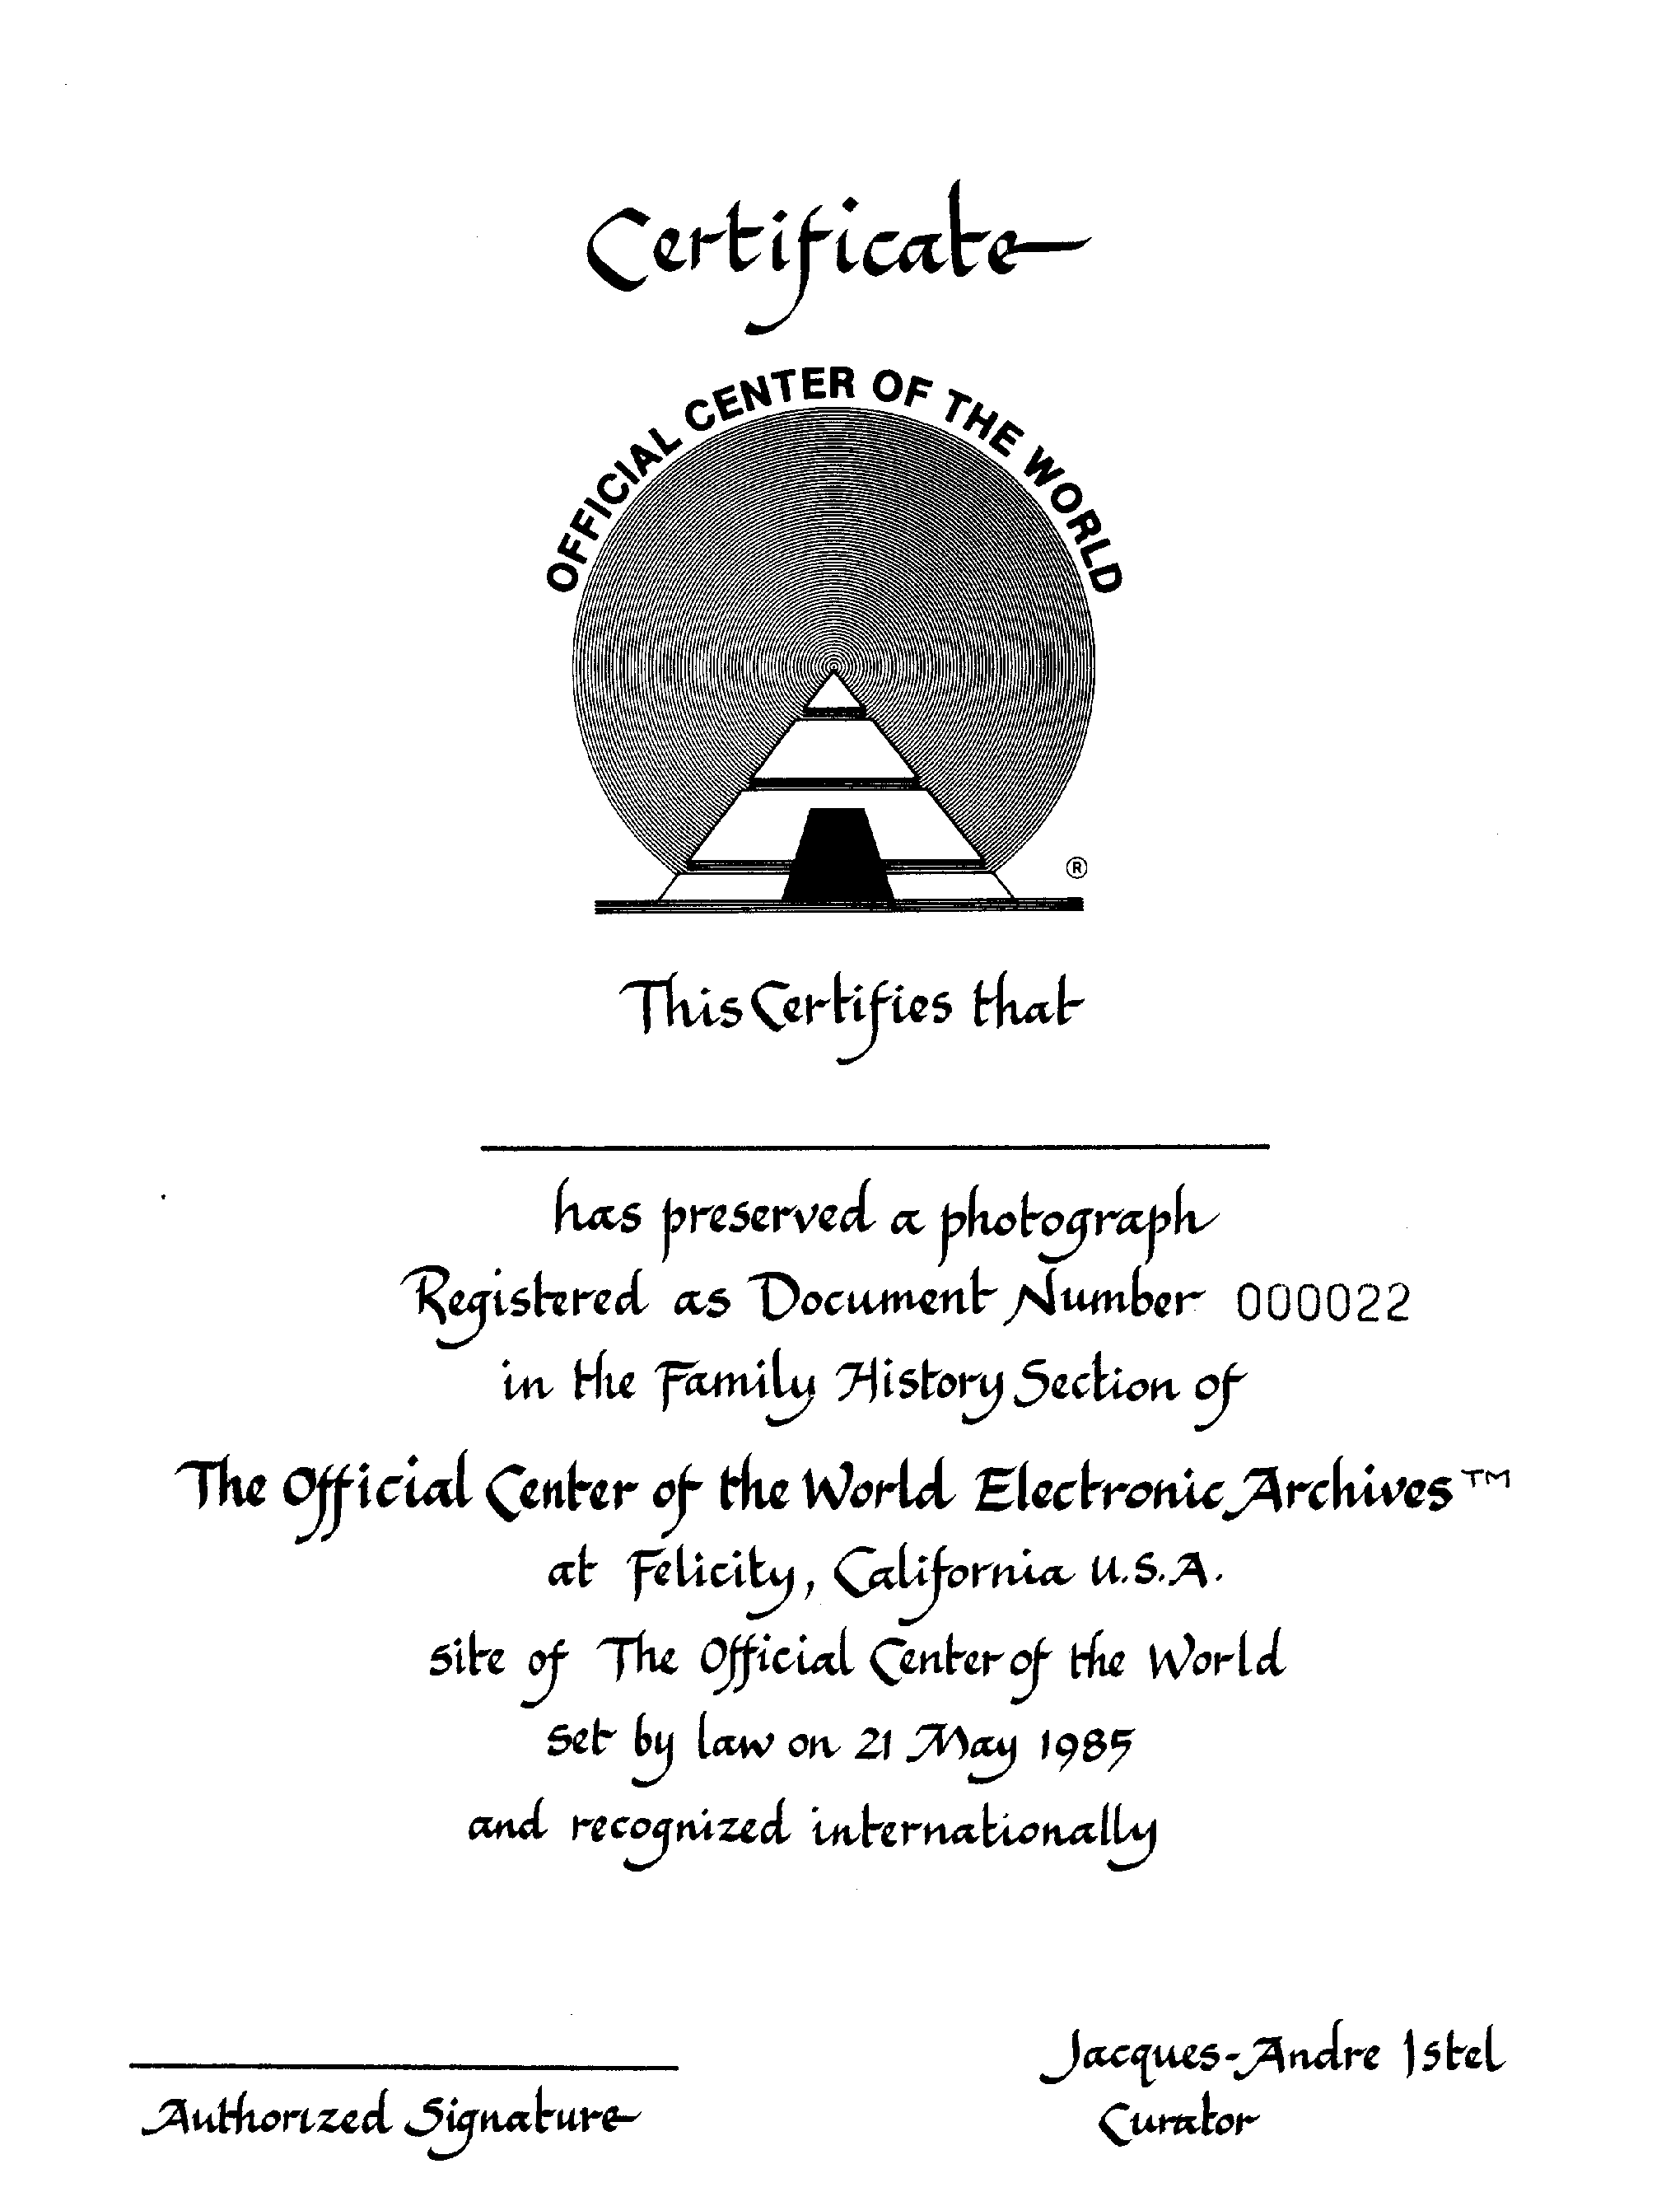 Certificate
OFFICIAL CENTER OF THE WORLD
®
This Certifies that
has preserved a photograph
Registered as Document Number 000022
in the Family History Section of
The Official Center of the World Electronic Archives™
at Felicity, California U.S.A.
site of The Official Center of the World
set by law on 21 May 1985
and recognized internationally
Jacques-Andre Istel
Authorized Signature
Curator